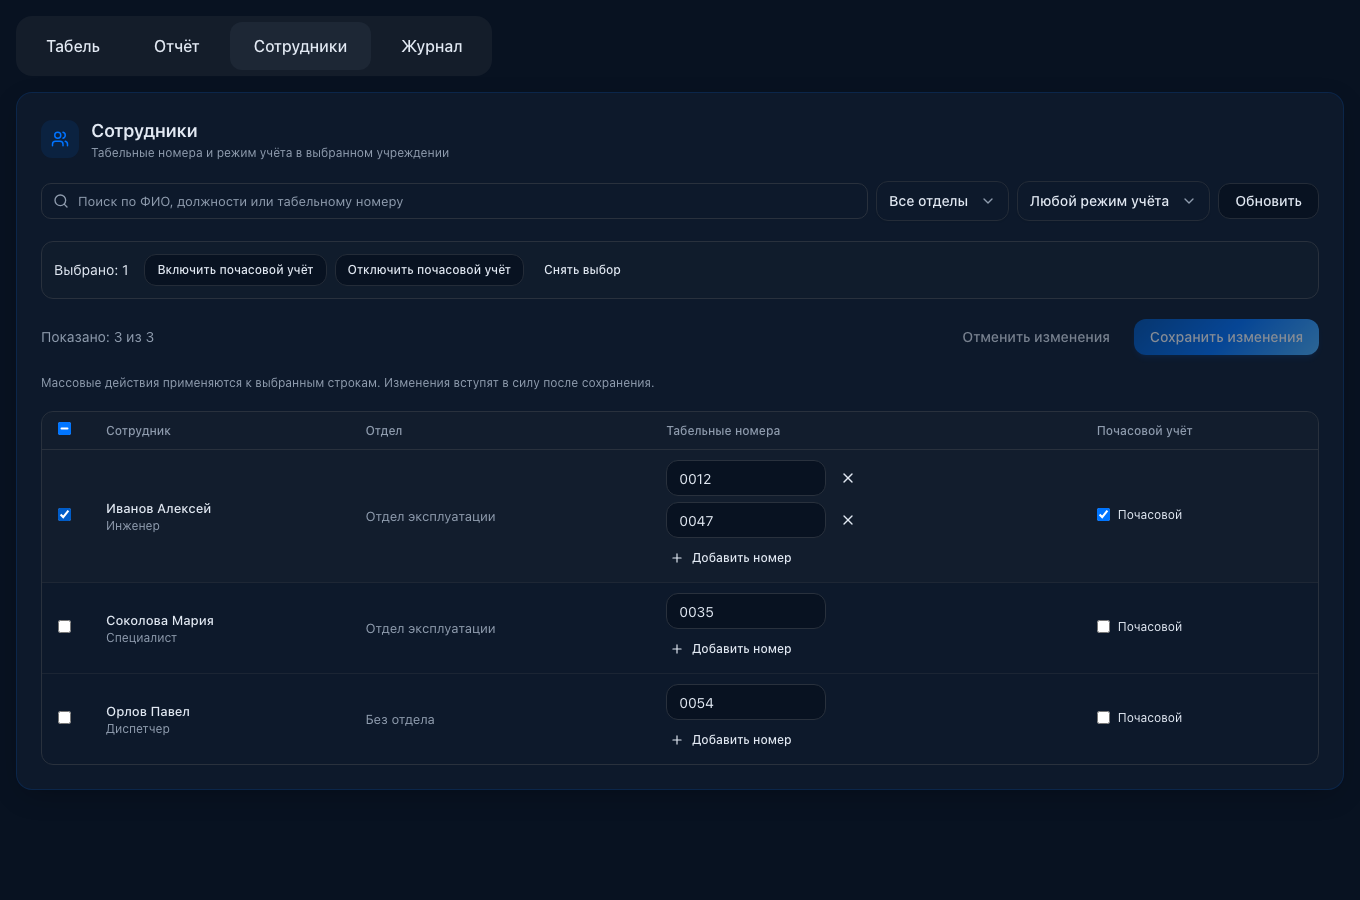 Табель Отчёт Сотрудники Журнал
Сотрудники
Табельные номера и режим учёта в выбранном учреждении
Поиск по ФИО, должности или табельному номеру Все отделы Любой режим учёта Обновить
Выбрано: 1 Включить почасовой учёт Отключить почасовой учёт Снять выбор
Показано: 3 из 3 Отменить изменения Сохранить изменения
Массовые действия применяются к выбранным строкам. Изменения вступят в силу после сохранения.
Сотрудник Отдел Табельные номера Почасовой учёт
0012
Иванов Алексей
Инженер
Отдел эксплуатации
Почасовой
0047
Добавить номер
0035
Соколова Мария
Специалист
Отдел эксплуатации
Почасовой
Добавить номер
0054
Орлов Павел
Диспетчер
Без отдела
Почасовой
Добавить номер